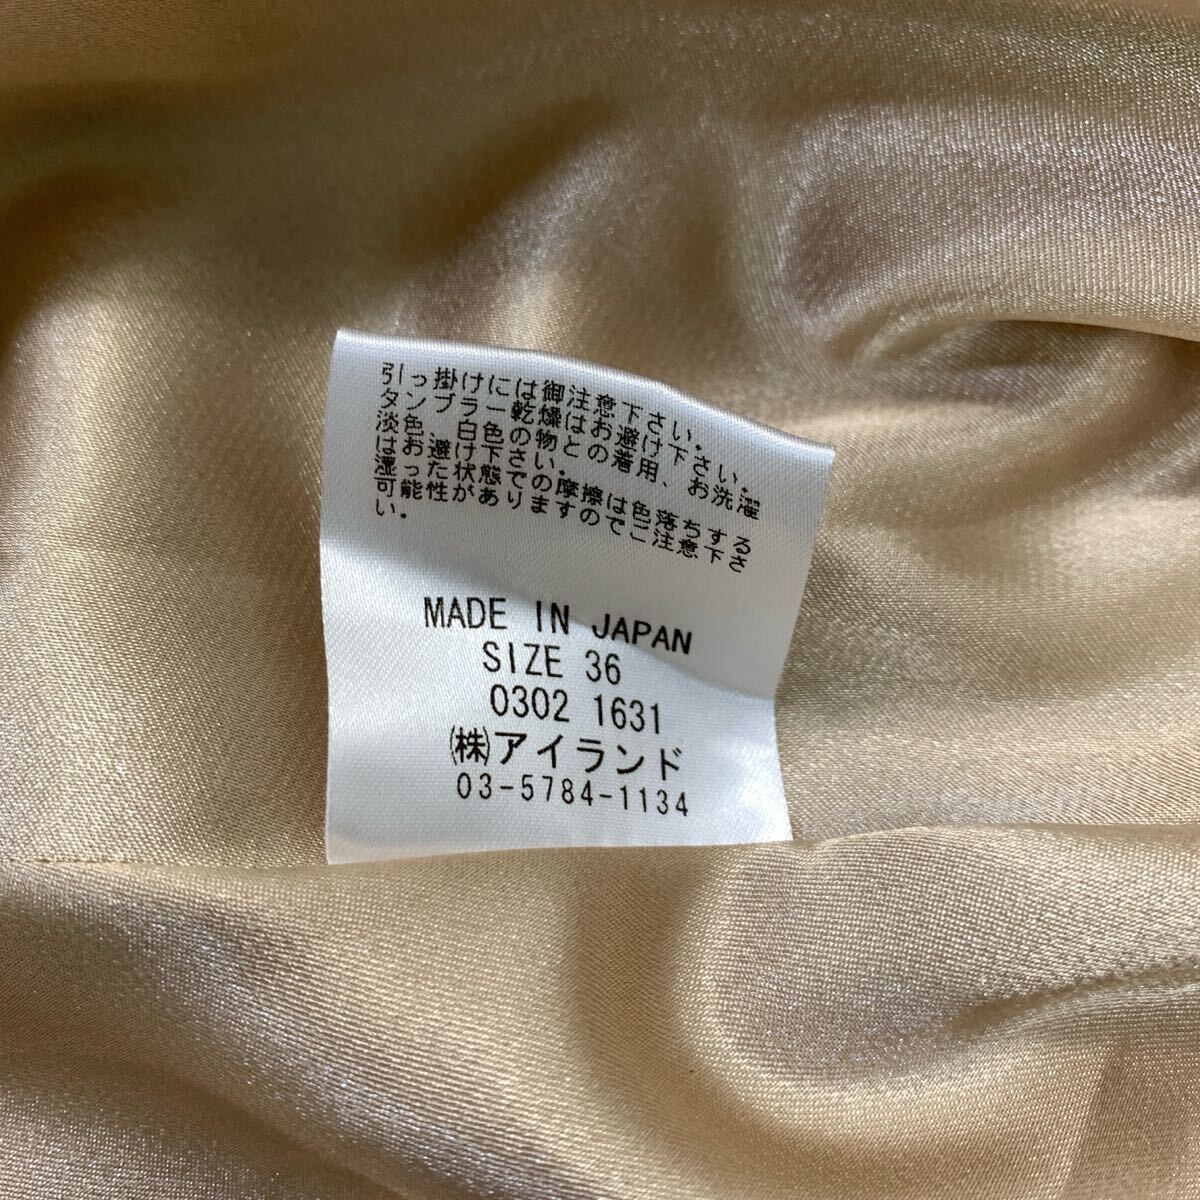 引っ掛けには御注意下さい。
タンブラー乾燥はお避け下さい。
淡色、白色の物との着用、お洗濯
はお避け下さい。
濡った状態での摩擦は色落ちする
可能性がありますのでご注意下さ
い。
MADE IN JAPAN
SIZE 36
0302 1631
㈱アイランド
03-5784-1134